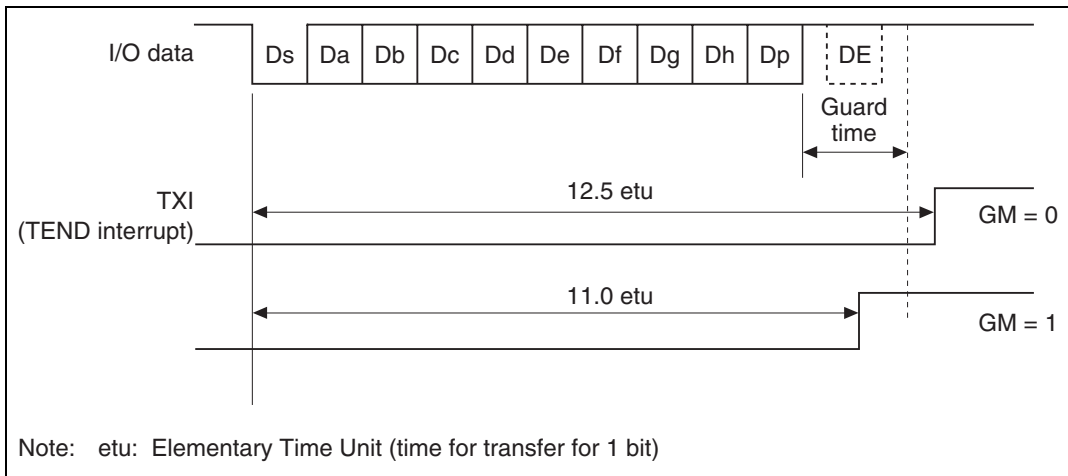 I/O data
Ds Da Db Dc Dd De Df Dg Dh Dp DE
Guard
time
12.5 etu
TXI
(TEND interrupt)
GM = 0
11.0 etu
GM = 1
Note: etu: Elementary Time Unit (time for transfer for 1 bit)